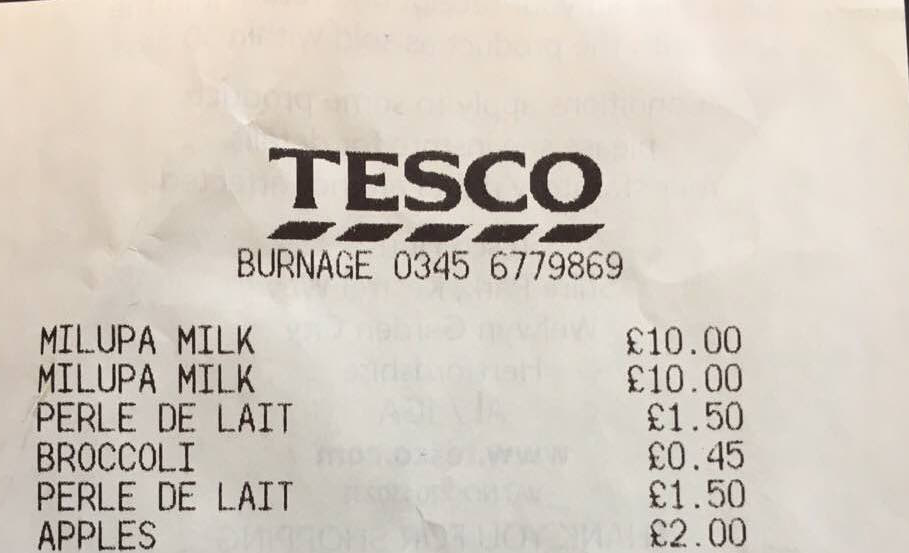 TESCO
BURNAGE 0345 6779869
MILUPA MILK £10.00
MILUPA MILK £10.00
PERLE DE LAIT £1.50
BROCCOLI £0.45
PERLE DE LAIT £1.50
APPLES £2.00